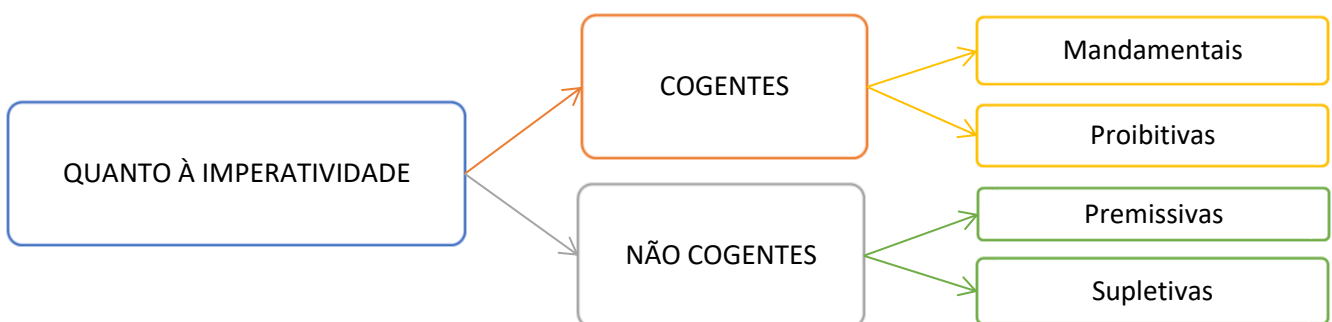 QUANTO À IMPERATIVIDADE
COGENTES
Mandamentais
Proibitivas
NÃO COGENTES
Premissivas
Supletivas